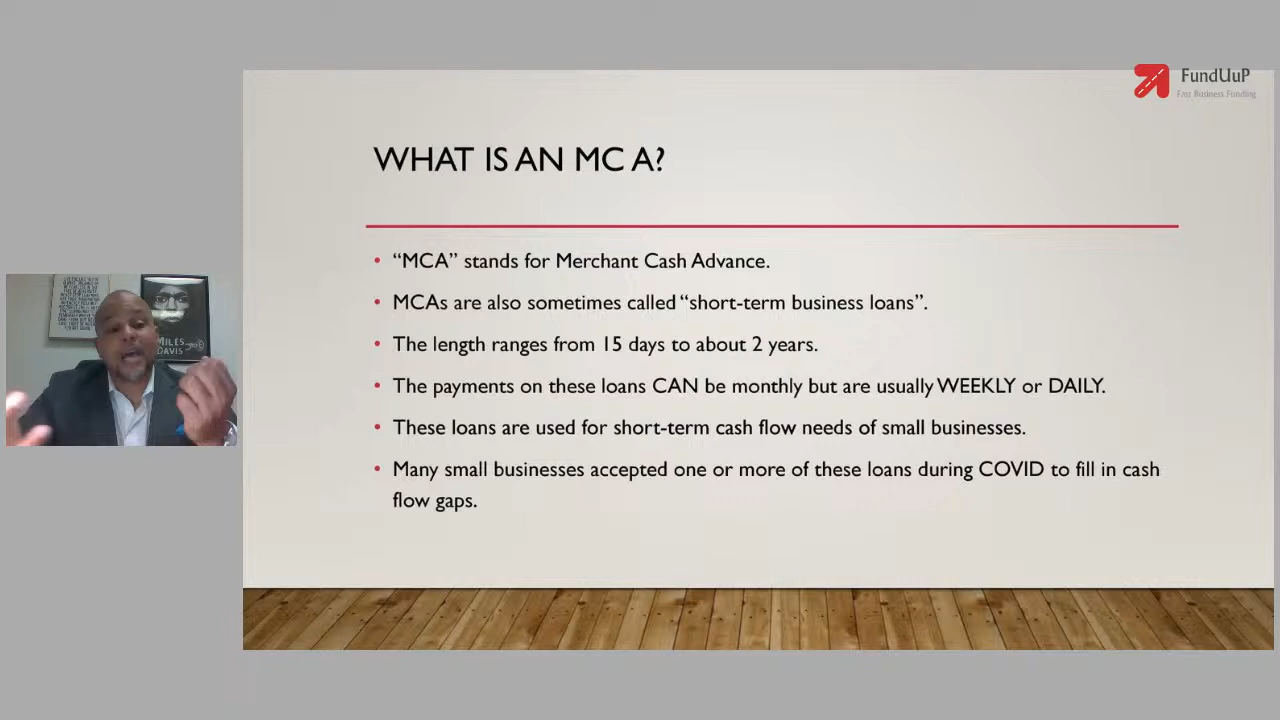 FundUuP
Fast Business Funding
WHAT IS AN MC A?
“MCA” stands for Merchant Cash Advance.
MCAs are also sometimes called “short-term business loans”.
The length ranges from 15 days to about 2 years.
The payments on these loans CAN be monthly but are usually WEEKLY or DAILY.
These loans are used for short-term cash flow needs of small businesses.
Many small businesses accepted one or more of these loans during COVID to fill in cash
flow gaps.
MILES
DAVIS